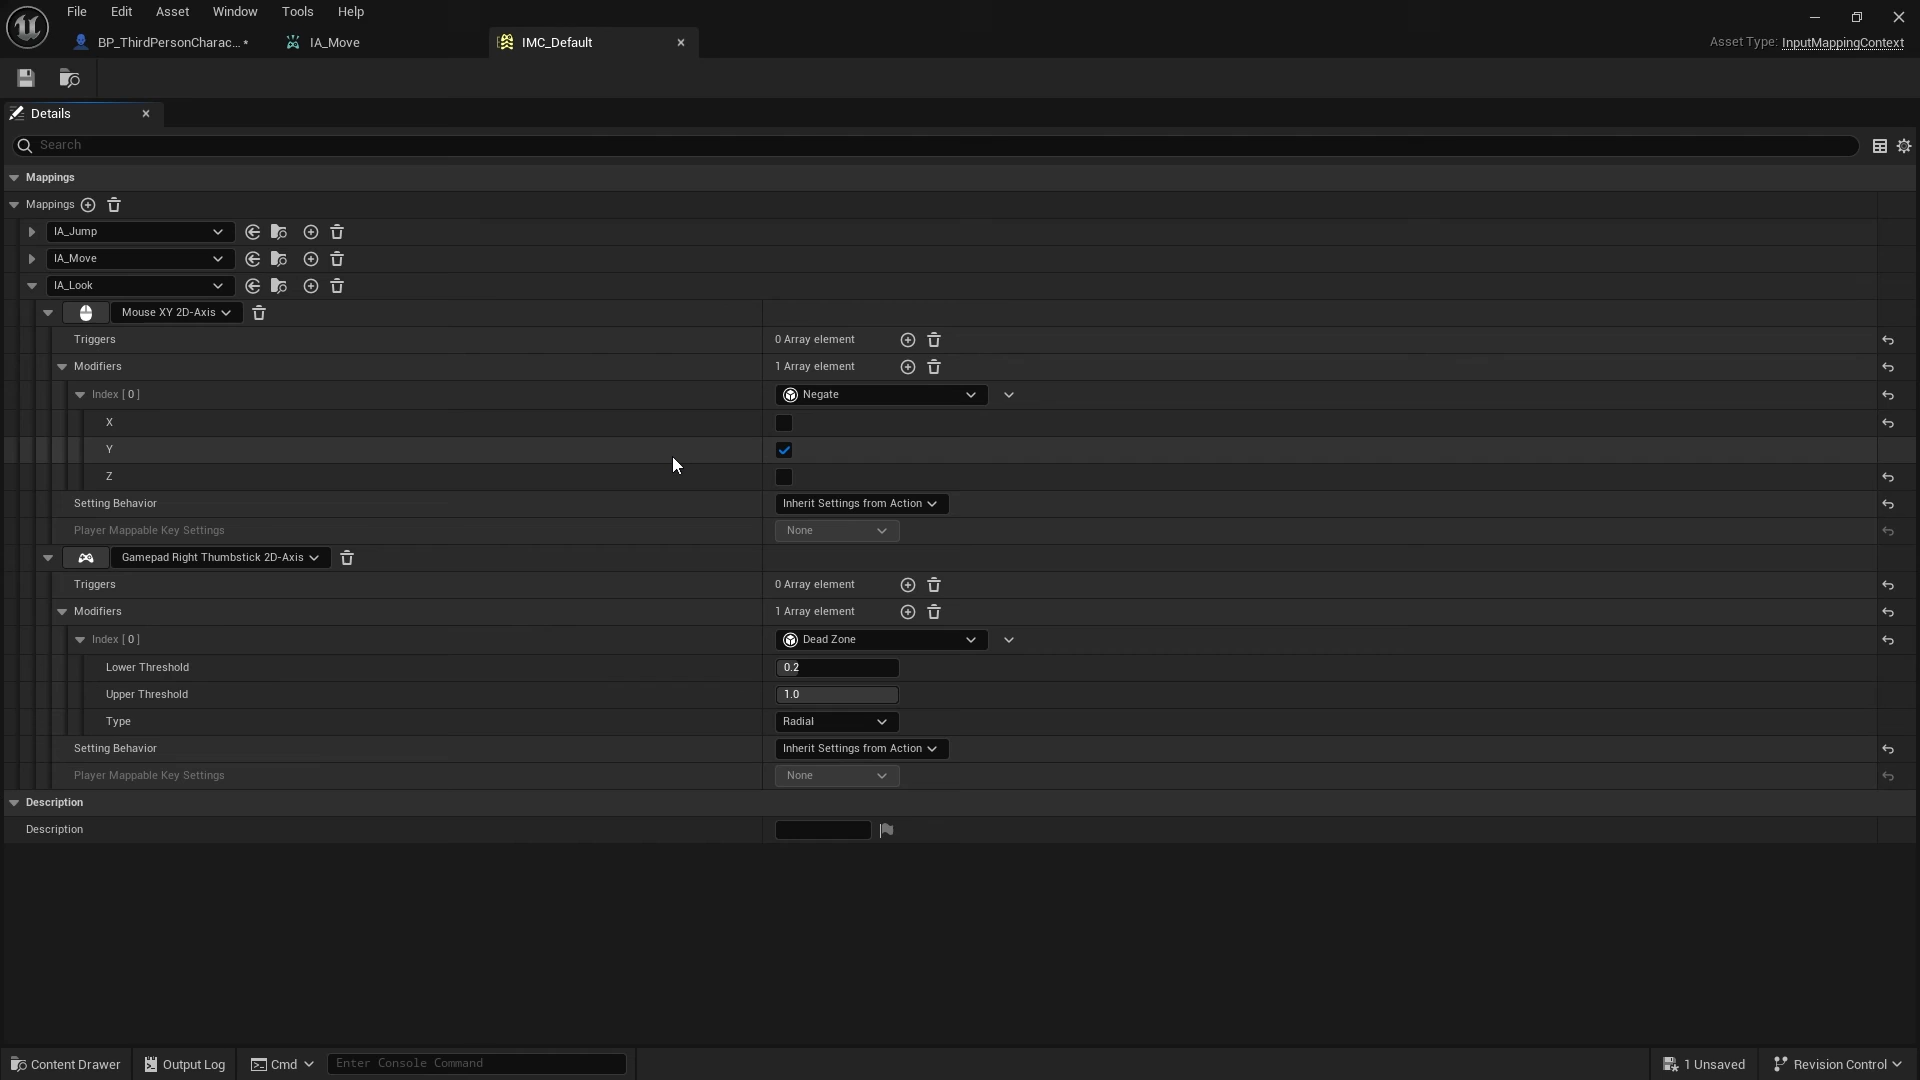 File Edit Asset Window Tools Help
BP_ThirdPersonCharac... • IA_Move IMC_Default Asset Type: InputMappingContext
Details
Search
Mappings
Mappings
IA_Jump
IA_Move
IA_Look
Mouse XY 2D-Axis
Triggers 0 Array element
Modifiers 1 Array element
Index [ 0 ] Negate
X
Y
Z
Setting Behavior Inherit Settings from Action
Player Mappable Key Settings None
Gamepad Right Thumbstick 2D-Axis
Triggers 0 Array element
Modifiers 1 Array element
Index [ 0 ] Dead Zone
Lower Threshold 0.2
Upper Threshold 1.0
Type Radial
Setting Behavior Inherit Settings from Action
Player Mappable Key Settings None
Description
Description
Content Drawer Output Log Cmd Enter Console Command 1 Unsaved Revision Control